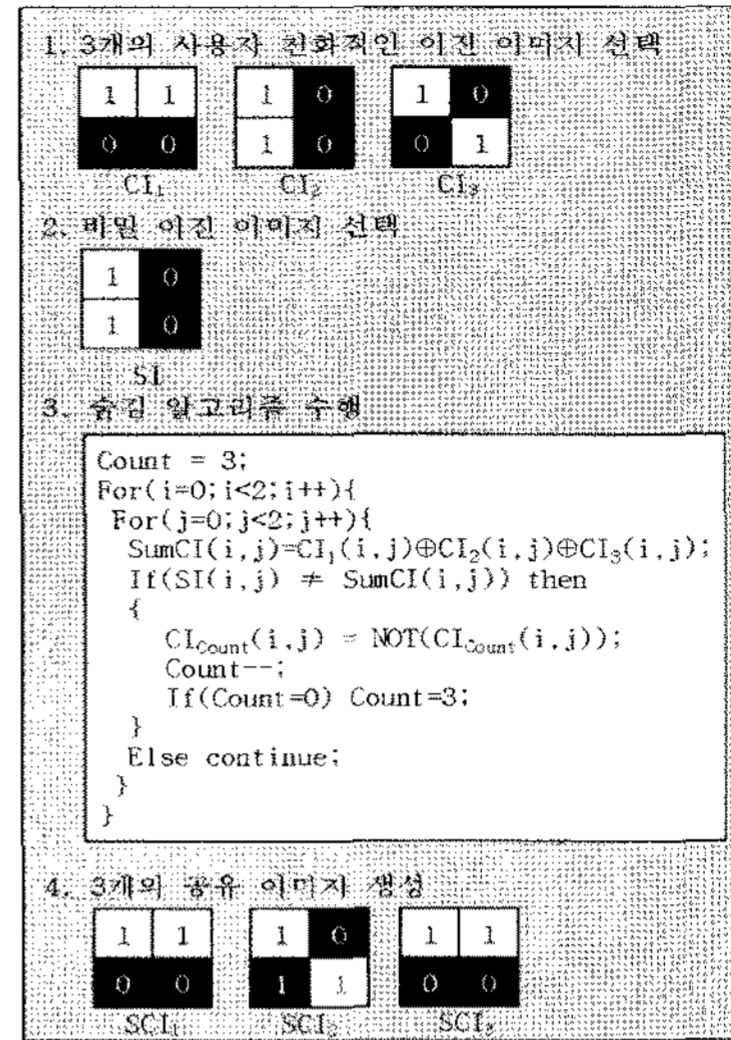 1. 3개의 사용자 친화적인 이진 이미지 선택
1 1 1 0 1 0
0 0 1 0 0 1
CI₁ CI₂ CI₃
2. 비밀 이진 이미지 선택
1 0
1 0
SI
3. 숨김 알고리즘 수행
Count = 3;
For(i=0;i<2;i++){
For(j=0;j<2;j++){
SumCI(i,j)=CI₁(i,j)⊕CI₂(i,j)⊕CI₃(i,j);
If(SI(i,j) ≠ SumCI(i,j)) then
{
CI_Count(i,j) = NOT(CI_Count(i,j));
Count--;
If(Count=0) Count=3;
}
Else continue;
}
}
4. 3개의 공유 이미지 생성
1 1 1 0 1 1
0 0 1 1 0 0
SCI₁ SCI₂ SCI₃